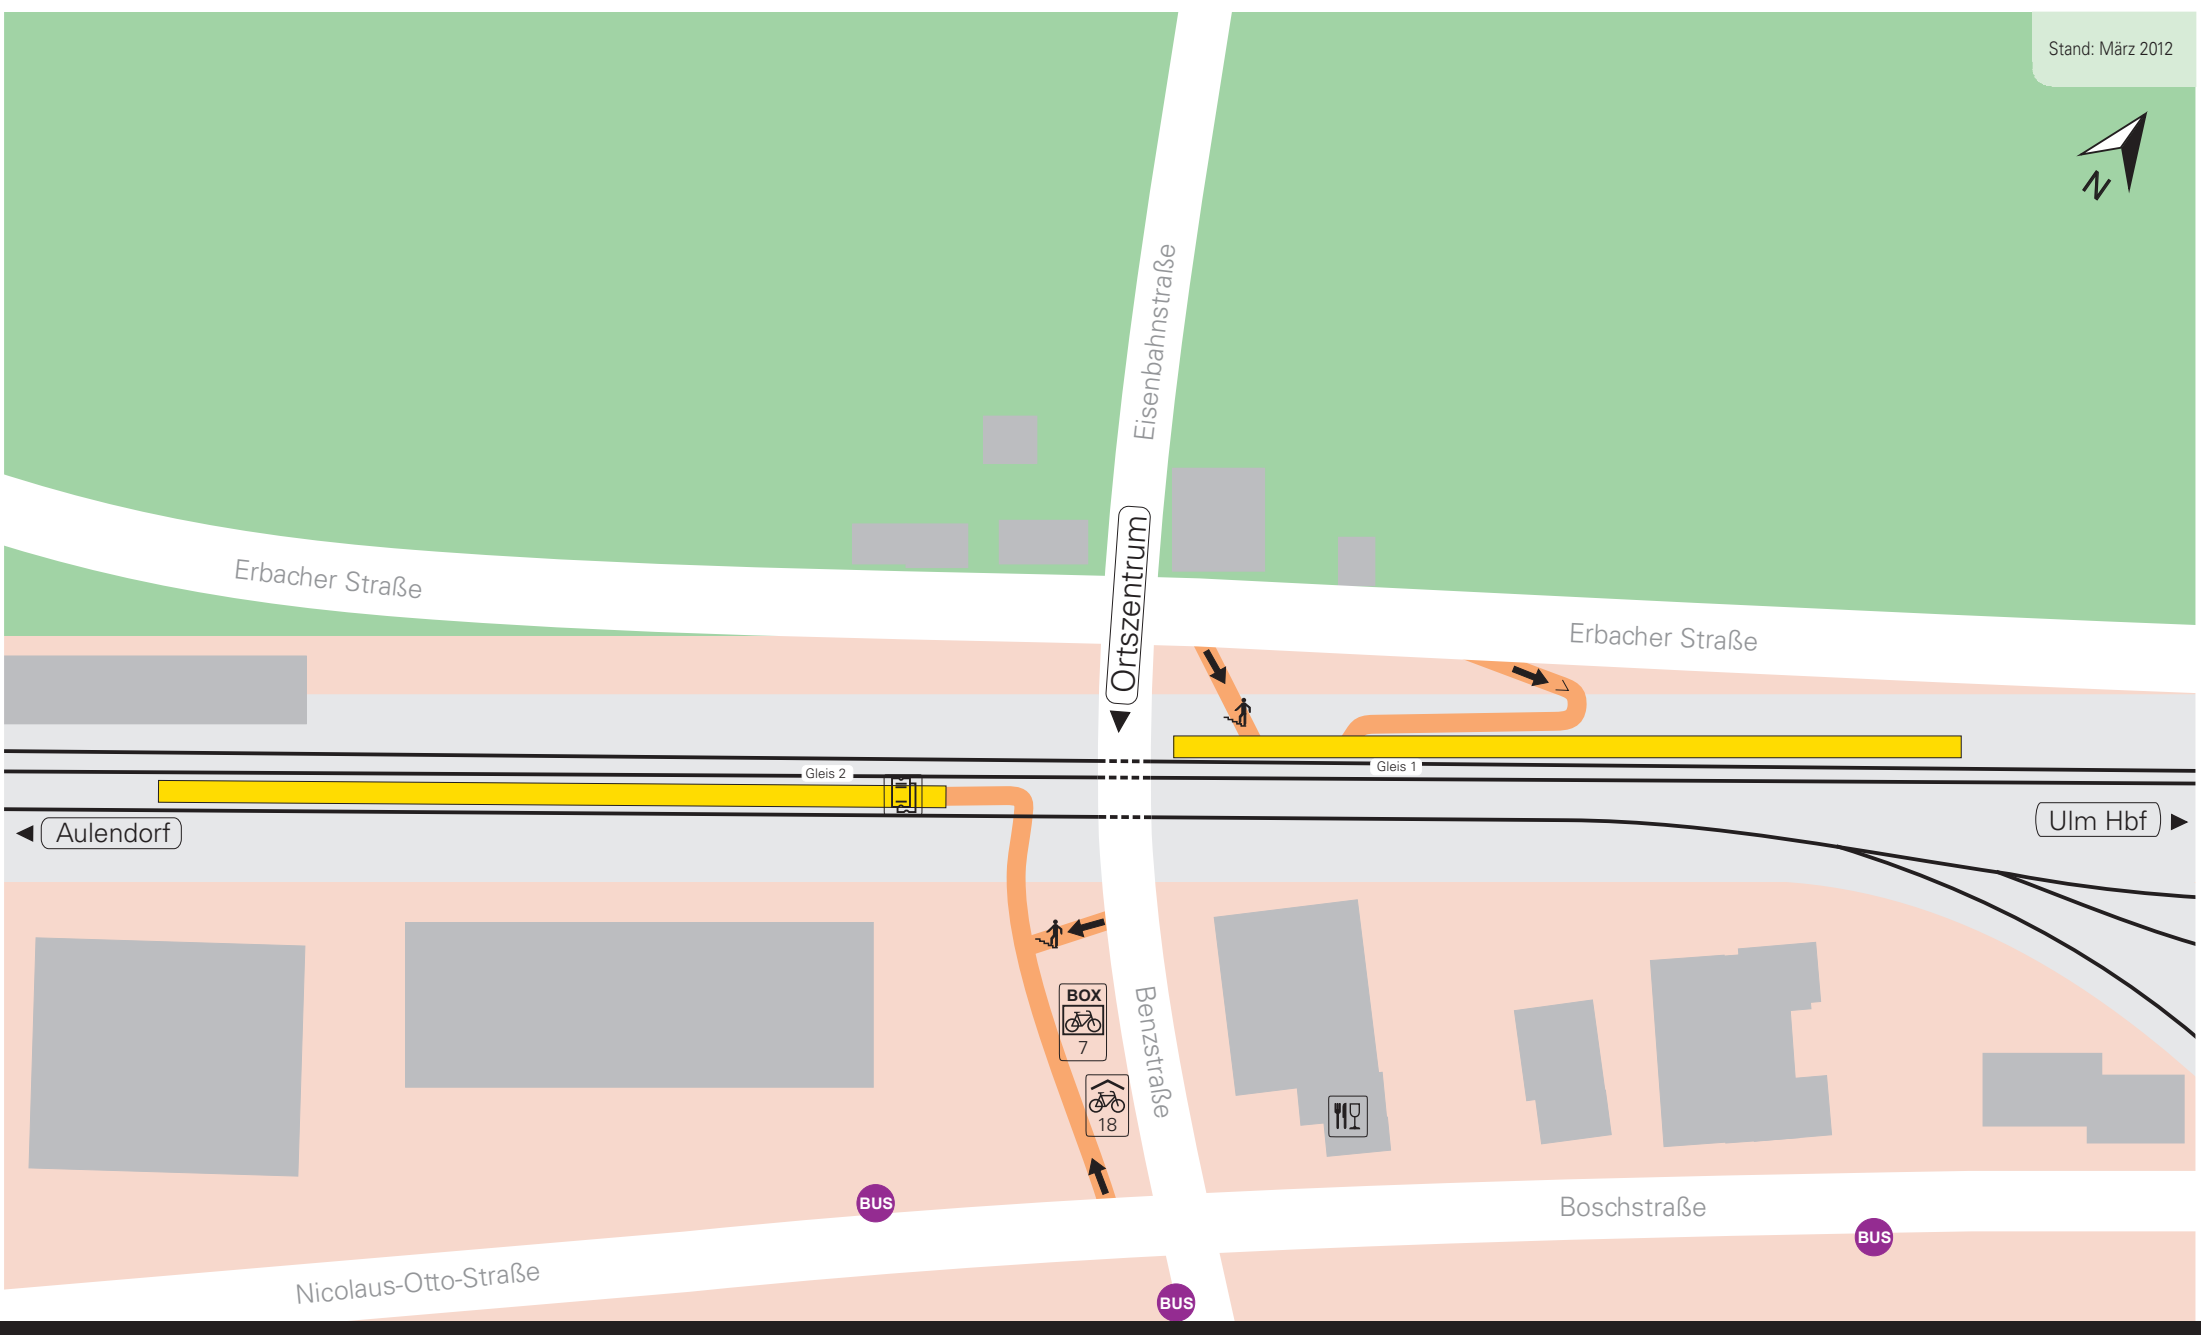 Stand: März 2012
N
Eisenbahnstraße
Ortszentrum
Erbacher Straße
Erbacher Straße
Gleis 2
Gleis 1
Aulendorf
Ulm Hbf
BOX
7
18
Benzstraße
Boschstraße
BUS
BUS
BUS
Nicolaus-Otto-Straße